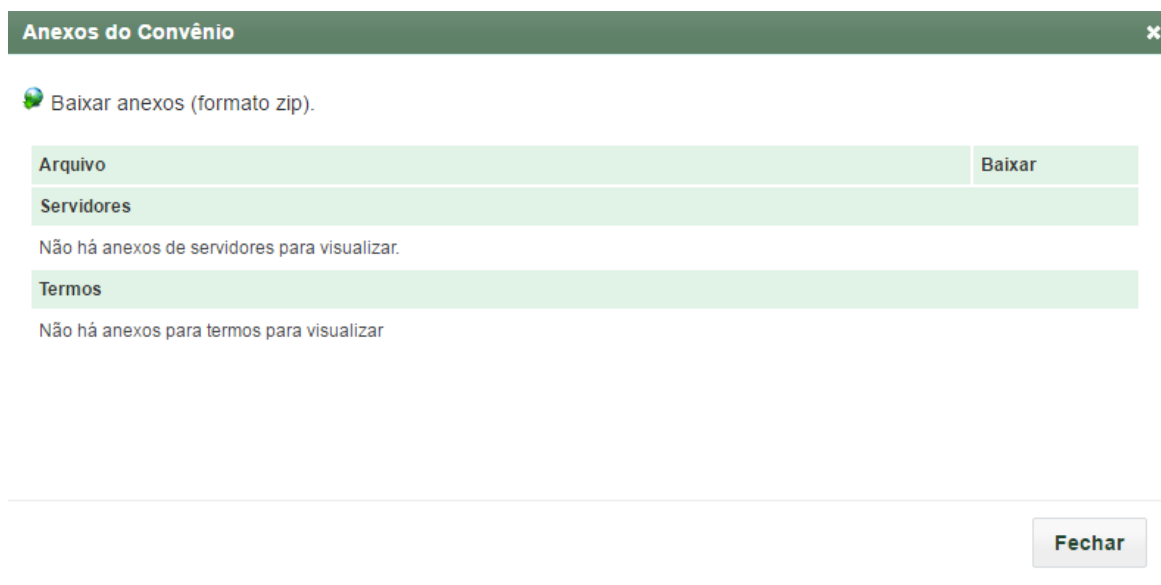 Anexos do Convênio
Baixar anexos (formato zip).
Arquivo Baixar
Servidores
Não há anexos de servidores para visualizar.
Termos
Não há anexos para termos para visualizar
Fechar